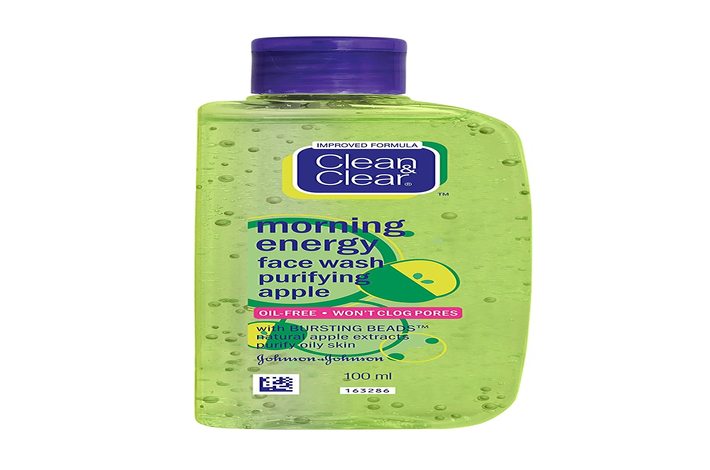 IMPROVED FORMULA
Clean &
Clear®
™
morning
energy
face wash
purifying
apple
OIL-FREE • WON'T CLOG PORES
with BURSTING BEADS™
natural apple extracts
purify oily skin
Johnson & Johnson
100 ml
163286